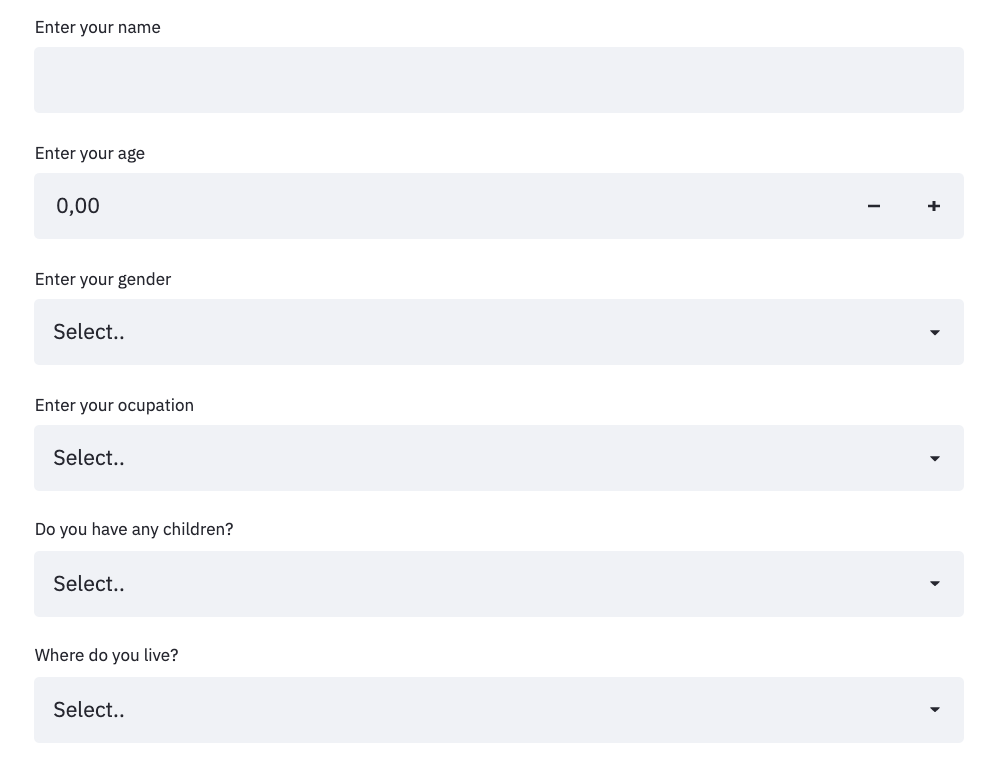 Enter your name
Enter your age
0,00
Enter your gender
Select..
Enter your ocupation
Select..
Do you have any children?
Select..
Where do you live?
Select..